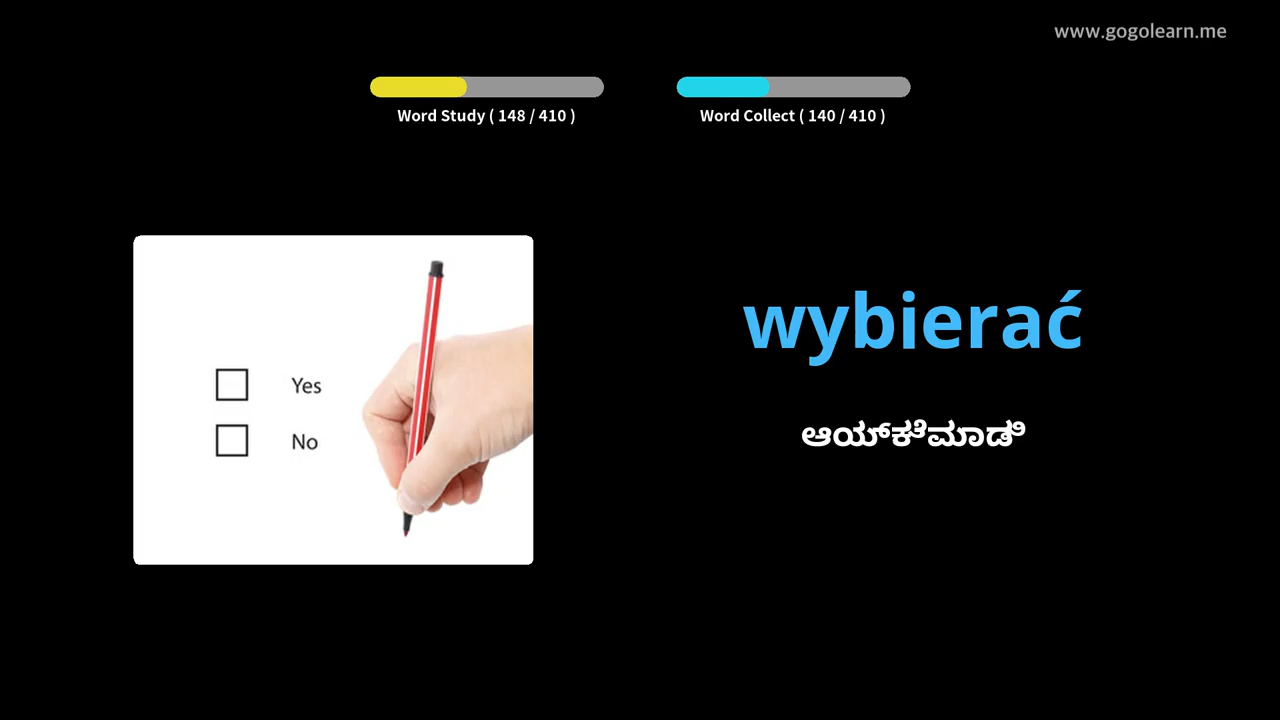 www.gogolearn.me
Word Study ( 148 / 410 )
Word Collect ( 140 / 410 )
wybierać
Yes
ಆಯ್ಕೆಮಾಡಿ
No